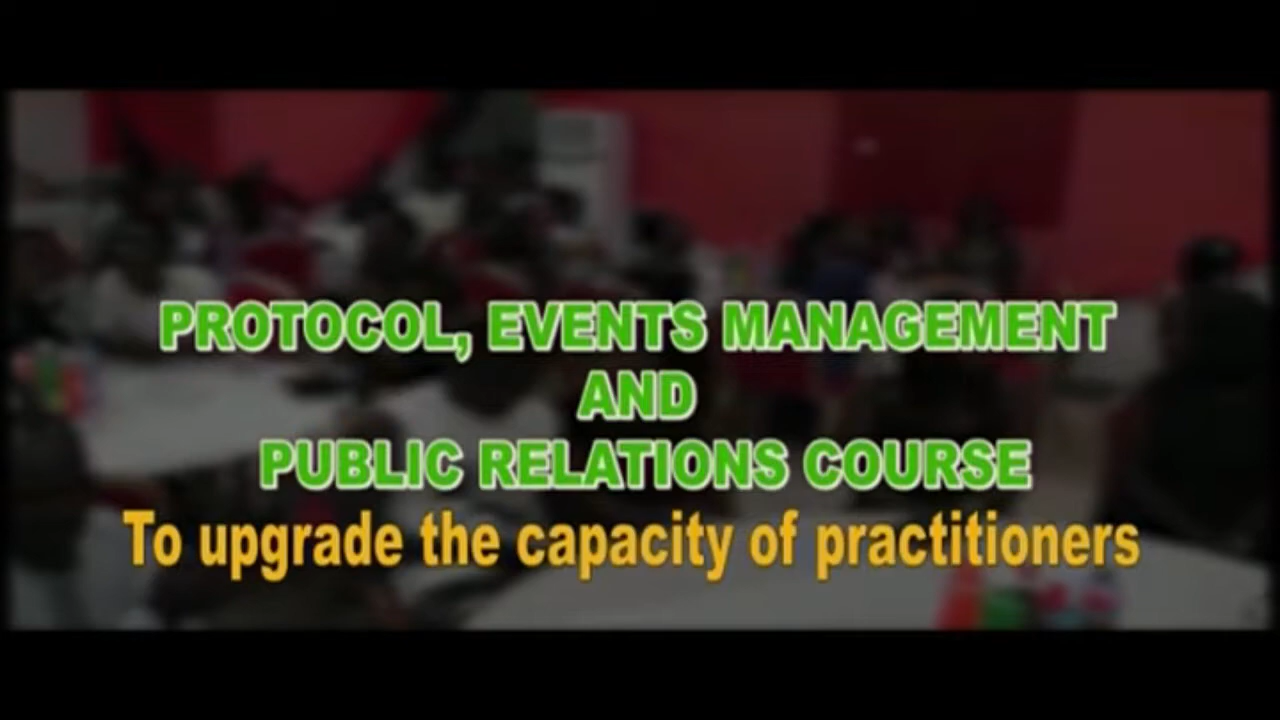 PROTOCOL, EVENTS MANAGEMENT
AND
PUBLIC RELATIONS COURSE
To upgrade the capacity of practitioners